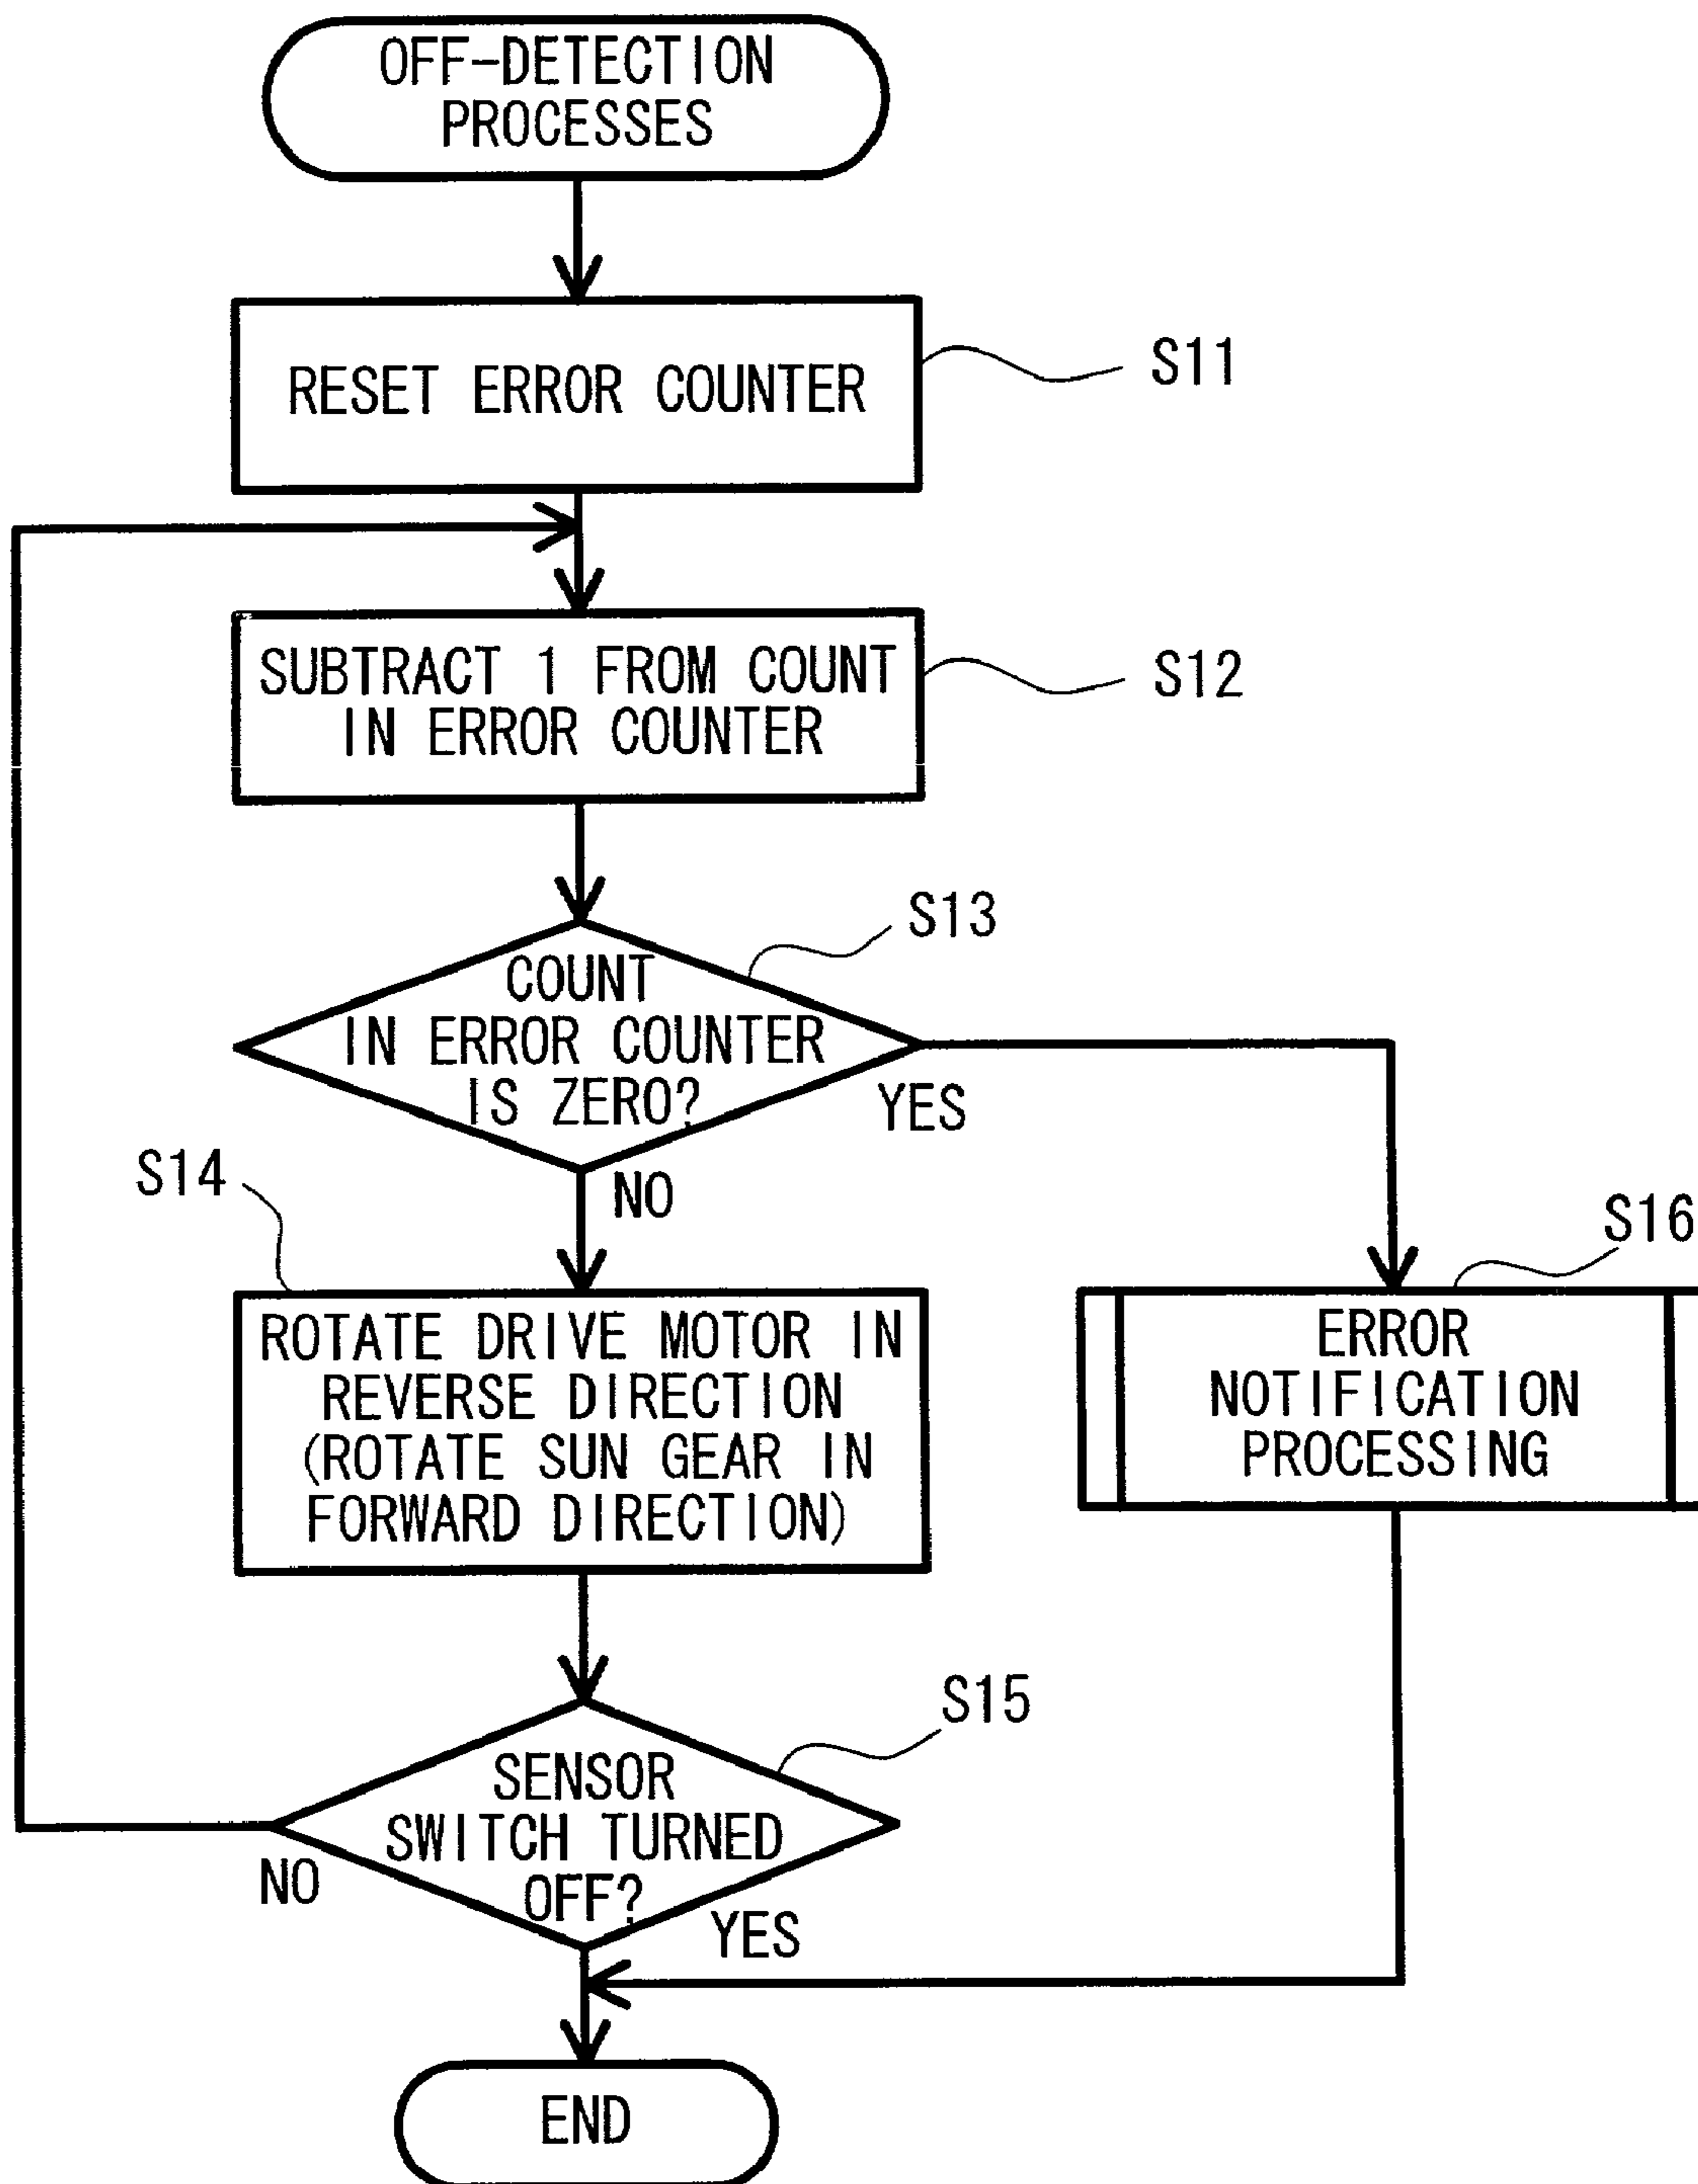 OFF-DETECTION
PROCESSES
RESET ERROR COUNTER
S11
SUBTRACT 1 FROM COUNT
IN ERROR COUNTER
S12
S13
COUNT
IN ERROR COUNTER
IS ZERO?
YES
NO
S14
ROTATE DRIVE MOTOR IN
REVERSE DIRECTION
(ROTATE SUN GEAR IN
FORWARD DIRECTION)
S16
ERROR
NOTIFICATION
PROCESSING
S15
SENSOR
SWITCH TURNED
OFF?
NO
YES
END